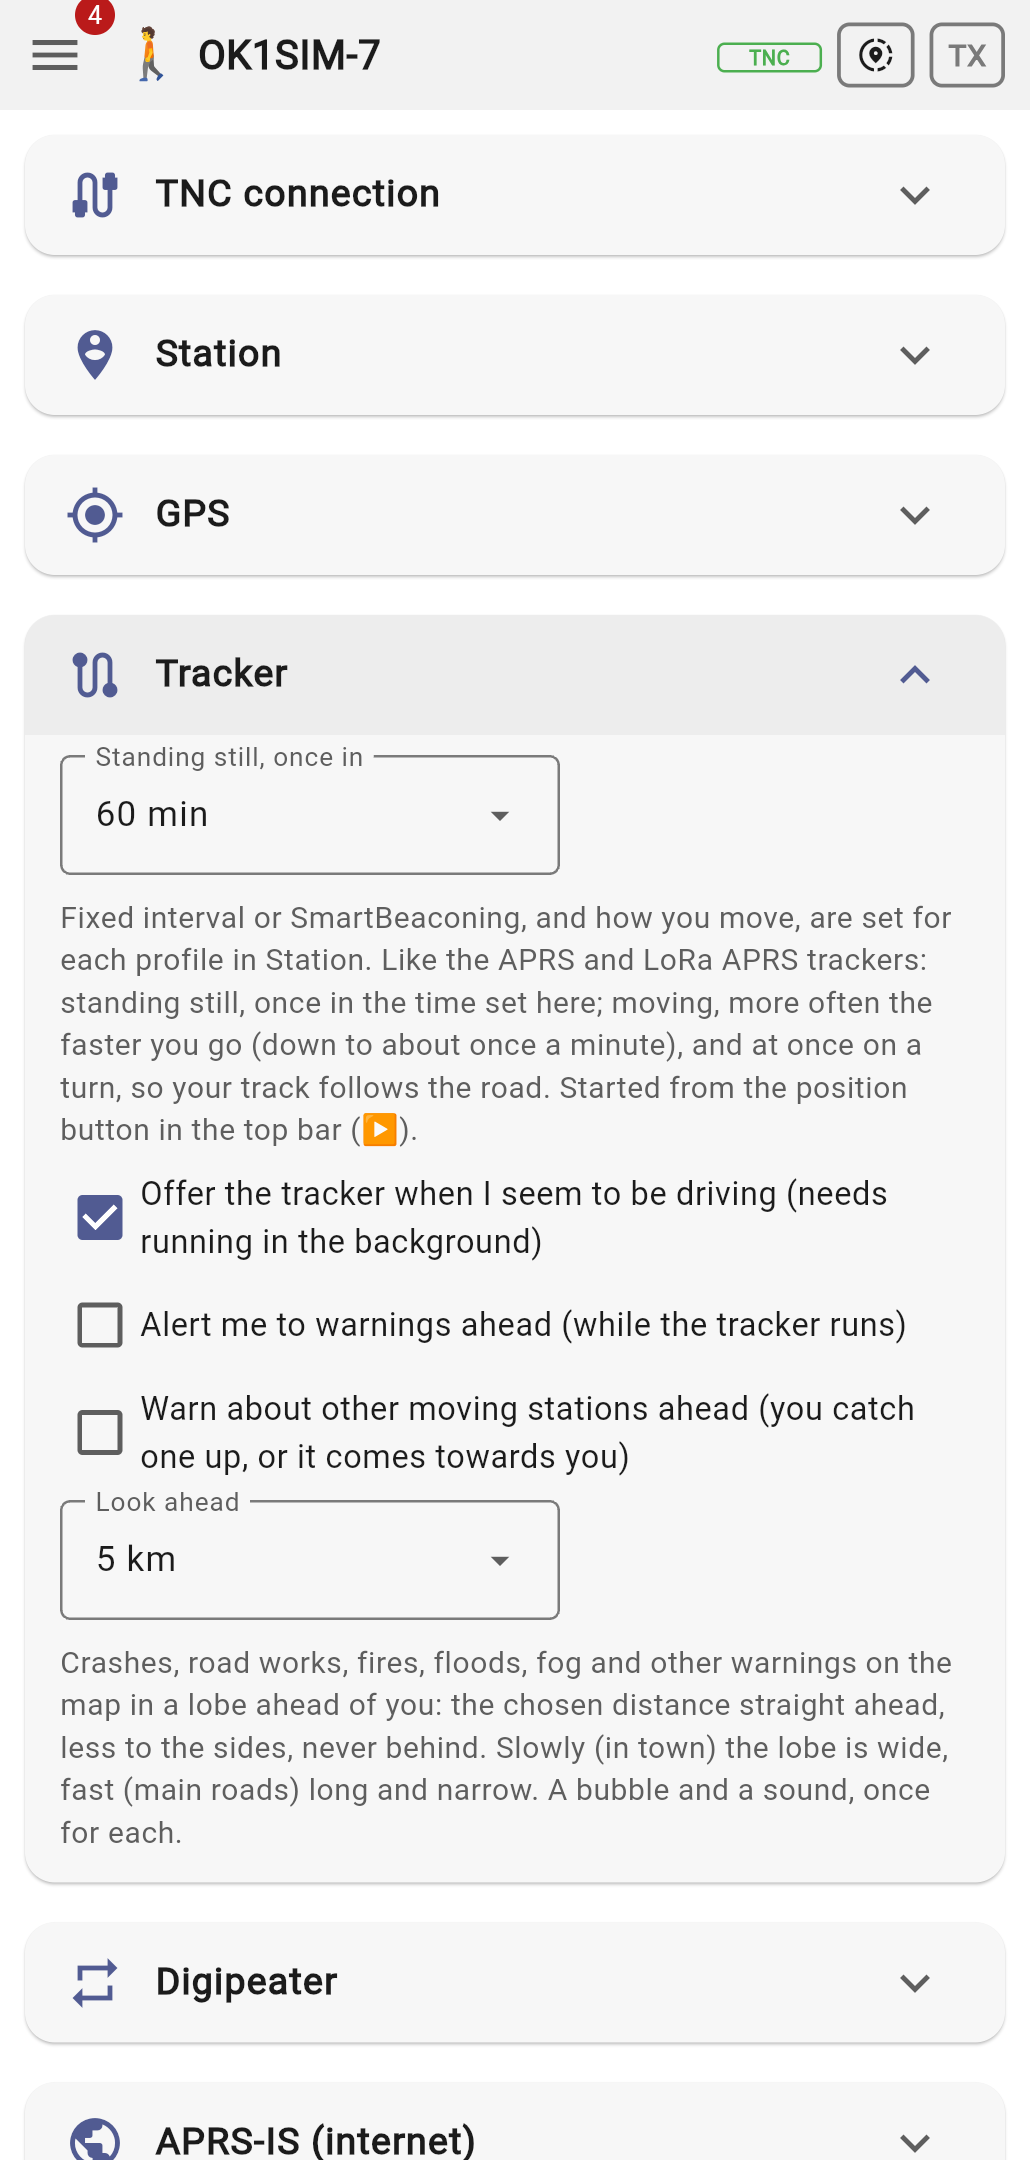 4
OK1SIM-7
TNC
TX
TNC connection
Station
GPS
Tracker
Standing still, once in
60 min
Fixed interval or SmartBeaconing, and how you move, are set for
each profile in Station. Like the APRS and LoRa APRS trackers:
standing still, once in the time set here; moving, more often the
faster you go (down to about once a minute), and at once on a
turn, so your track follows the road. Started from the position
button in the top bar (▶️).
Offer the tracker when I seem to be driving (needs
running in the background)
Alert me to warnings ahead (while the tracker runs)
Warn about other moving stations ahead (you catch
one up, or it comes towards you)
Look ahead
5 km
Crashes, road works, fires, floods, fog and other warnings on the
map in a lobe ahead of you: the chosen distance straight ahead,
less to the sides, never behind. Slowly (in town) the lobe is wide,
fast (main roads) long and narrow. A bubble and a sound, once
for each.
Digipeater
APRS-IS (internet)